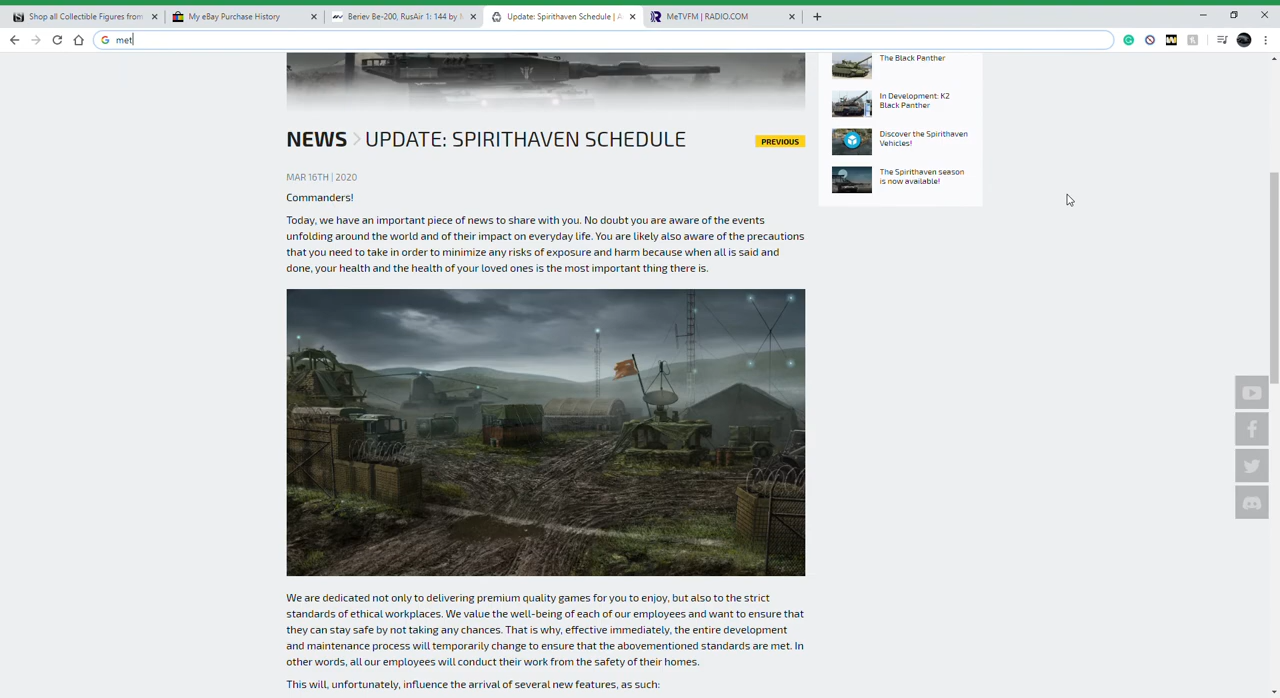 Shop all Collectible Figures from
My eBay Purchase History
Beriev Be-200, RusAir 1: 144 by
Update: Spirithaven Schedule | A
MeTVFM | RADIO.COM
met
The Black Panther
In Development: K2
Black Panther
Discover the Spirithaven
Vehicles!
The Spirithaven season
is now available!
NEWS > UPDATE: SPIRITHAVEN SCHEDULE
PREVIOUS
MAR 16TH | 2020
Commanders!
Today, we have an important piece of news to share with you. No doubt you are aware of the events
unfolding around the world and of their impact on everyday life. You are likely also aware of the precautions
that you need to take in order to minimize any risks of exposure and harm because when all is said and
done, your health and the health of your loved ones is the most important thing there is.
We are dedicated not only to delivering premium quality games for you to enjoy, but also to the strict
standards of ethical workplaces. We value the well-being of each of our employees and want to ensure that
they can stay safe by not taking any chances. That is why, effective immediately, the entire development
and maintenance process will temporarily change to ensure that the abovementioned standards are met. In
other words, all our employees will conduct their work from the safety of their homes.
This will, unfortunately, influence the arrival of several new features, as such: